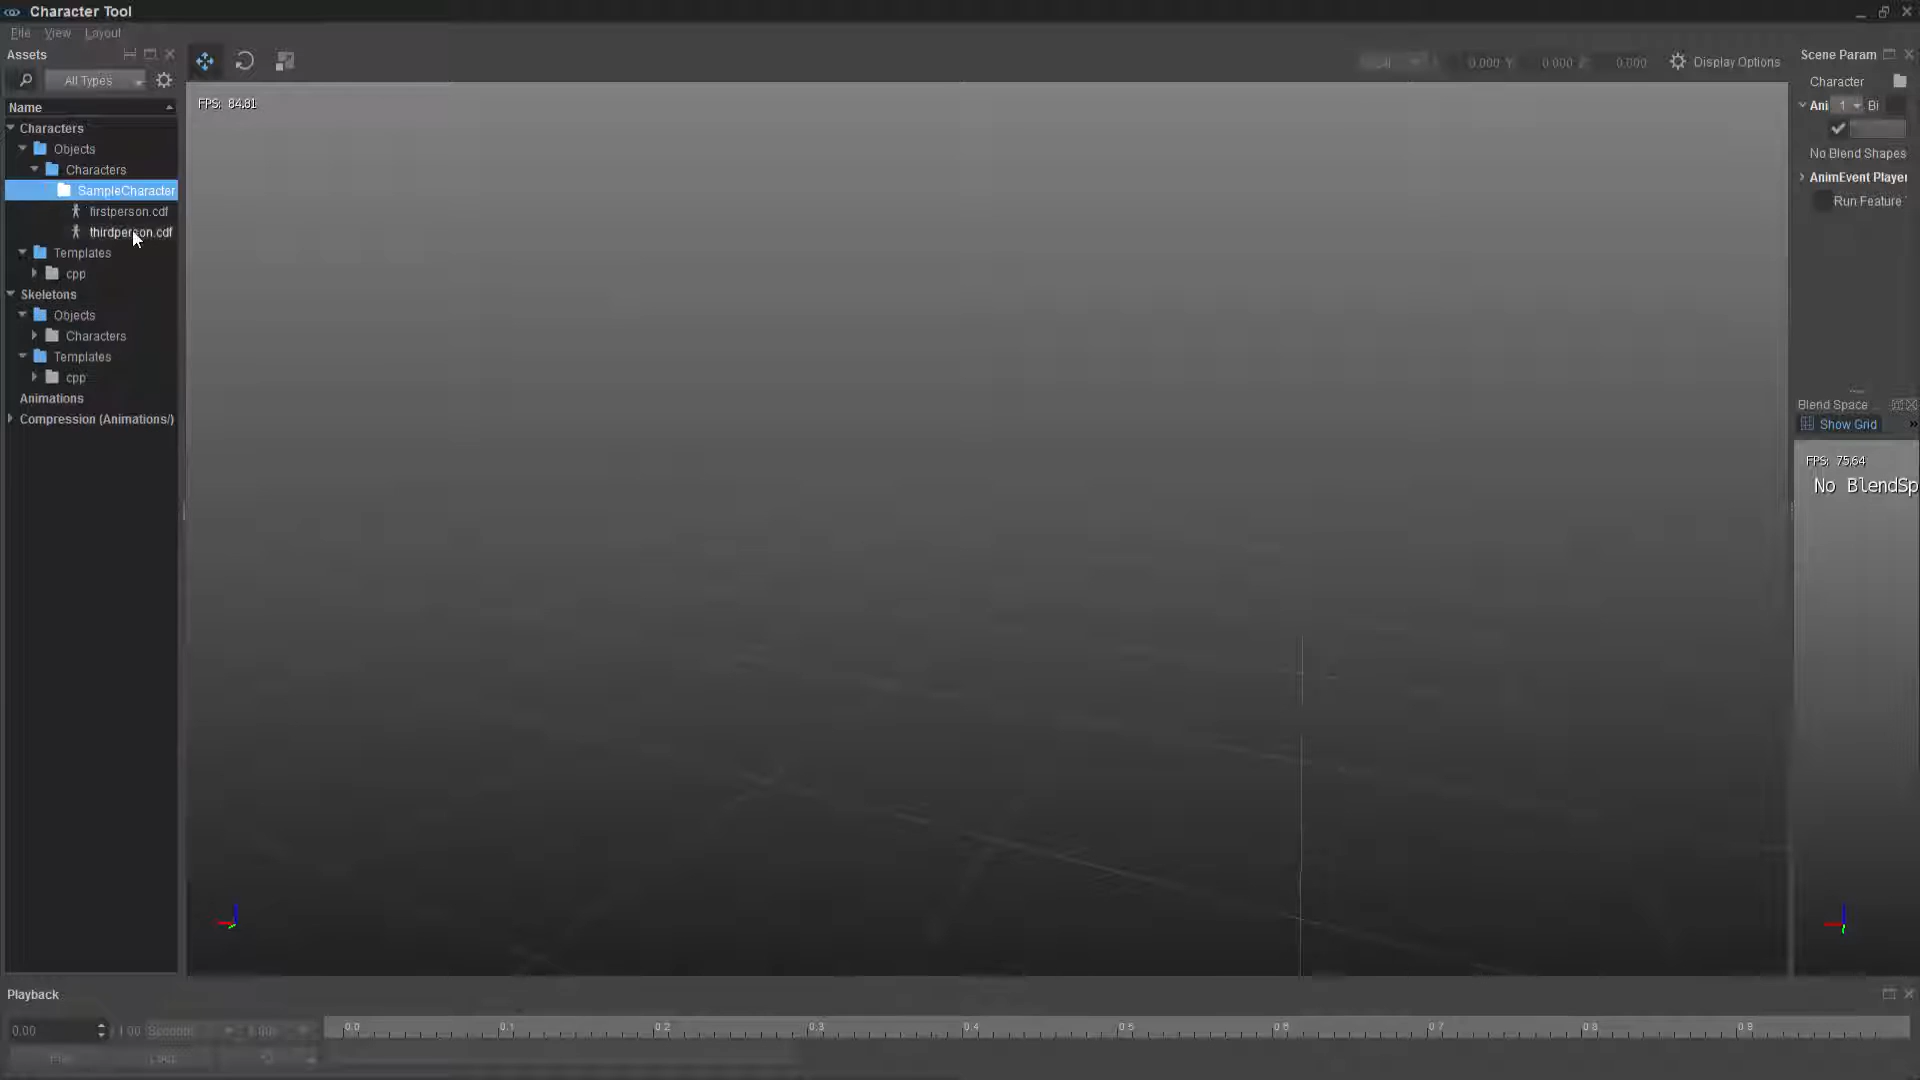 Character Tool
File View Layout
Assets
All Types
Name
Characters
Objects
Characters
SampleCharacter
firstperson.cdf
thirdperson.cdf
Templates
cpp
Skeletons
Objects
Characters
Templates
cpp
Animations
Compression (Animations/)
FPS: 84.81
0.000 Y 0.000 Z 0.000
Display Options
Scene Param
Character
Ani 1 Bl
No Blend Shapes
AnimEvent Player
Run Feature
Blend Space
Show Grid
FPS: 75.64
No BlendSp
Playback
0.00 1.00
0.0 0.1 0.2 0.3 0.4 0.5 0.6 0.7 0.8 0.9